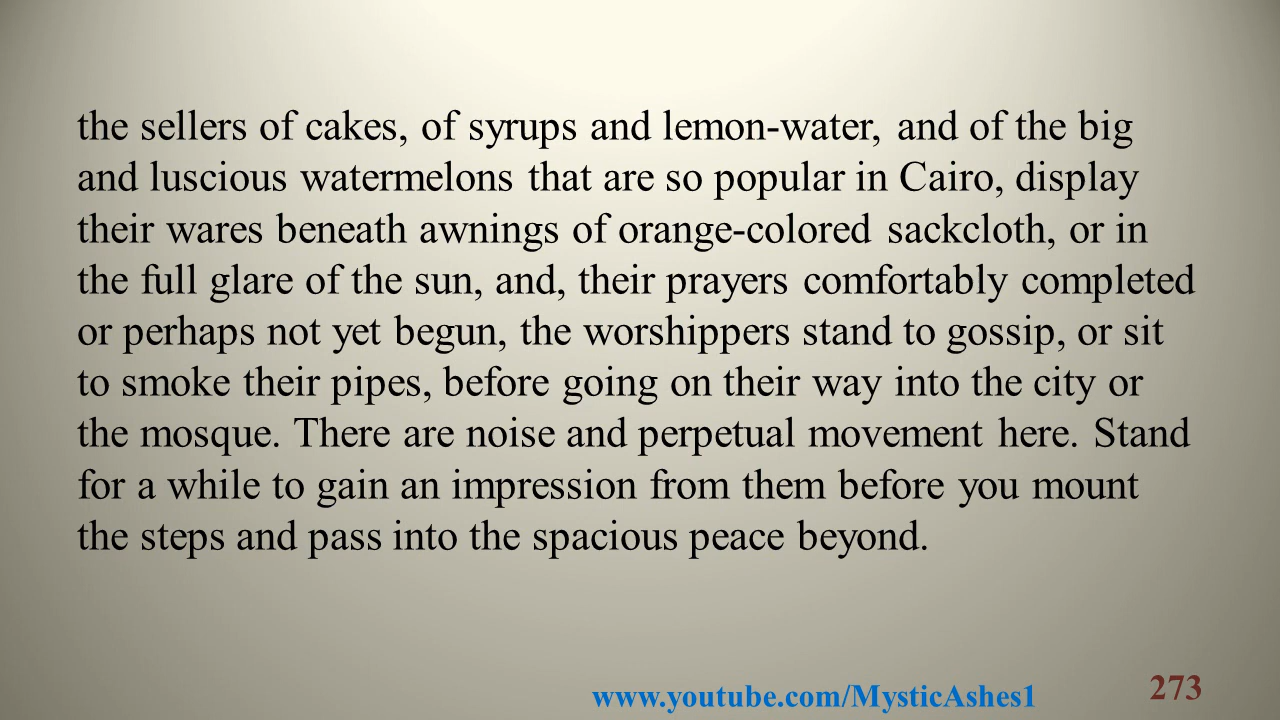 the sellers of cakes, of syrups and lemon-water, and of the big
and luscious watermelons that are so popular in Cairo, display
their wares beneath awnings of orange-colored sackcloth, or in
the full glare of the sun, and, their prayers comfortably completed
or perhaps not yet begun, the worshippers stand to gossip, or sit
to smoke their pipes, before going on their way into the city or
the mosque. There are noise and perpetual movement here. Stand
for a while to gain an impression from them before you mount
the steps and pass into the spacious peace beyond.
www.youtube.com/MysticAshes1
273